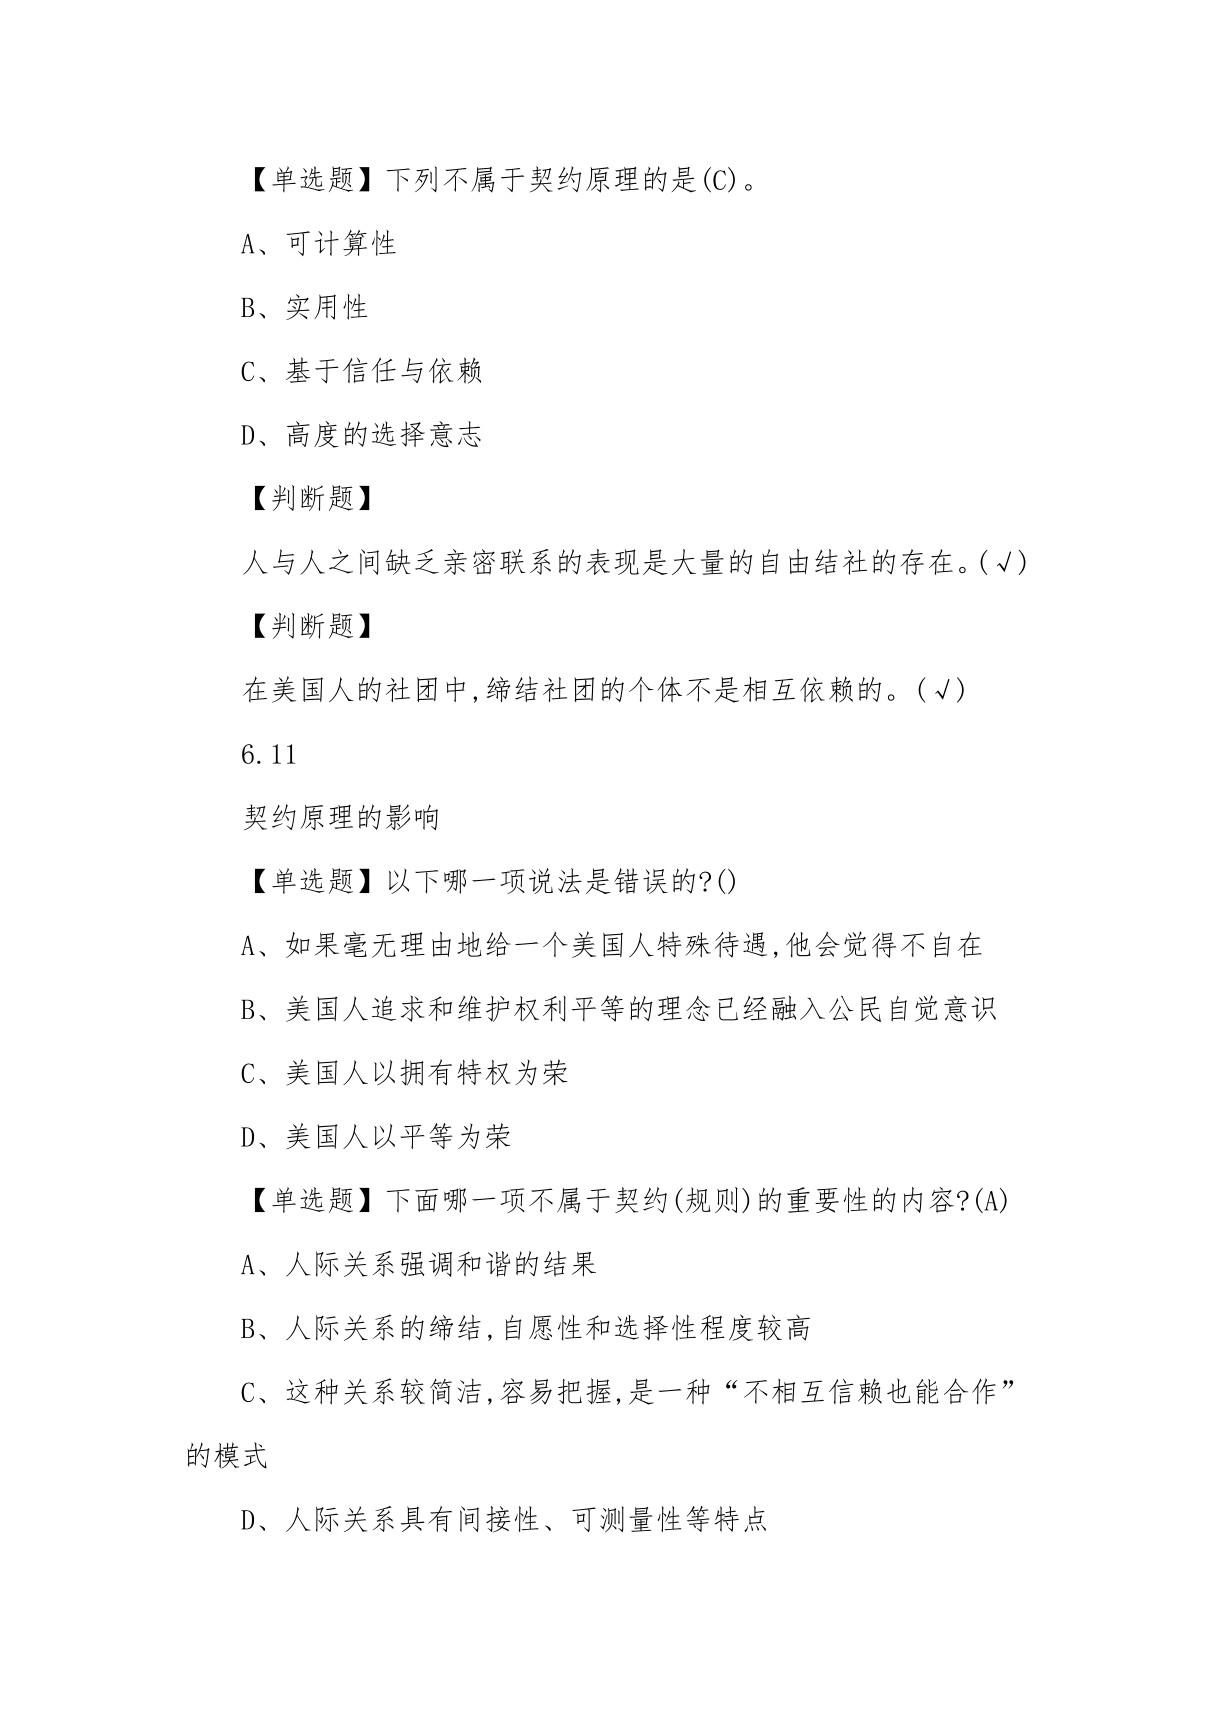 【单选题】下列不属于契约原理的是(C)。
A、可计算性
B、实用性
C、基于信任与依赖
D、高度的选择意志
【判断题】
人与人之间缺乏亲密联系的表现是大量的自由结社的存在。(√)
【判断题】
在美国人的社团中,缔结社团的个体不是相互依赖的。(√)
6.11
契约原理的影响
【单选题】以下哪一项说法是错误的?()
A、如果毫无理由地给一个美国人特殊待遇,他会觉得不自在
B、美国人追求和维护权利平等的理念已经融入公民自觉意识
C、美国人以拥有特权为荣
D、美国人以平等为荣
【单选题】下面哪一项不属于契约(规则)的重要性的内容?(A)
A、人际关系强调和谐的结果
B、人际关系的缔结,自愿性和选择性程度较高
C、这种关系较简洁,容易把握,是一种“不相互信赖也能合作”
的模式
D、人际关系具有间接性、可测量性等特点